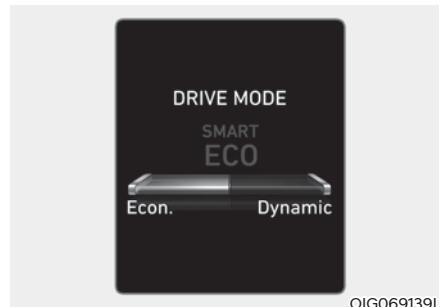 DRIVE MODE
SMART
ECO
Econ. Dynamic
OIG069139L